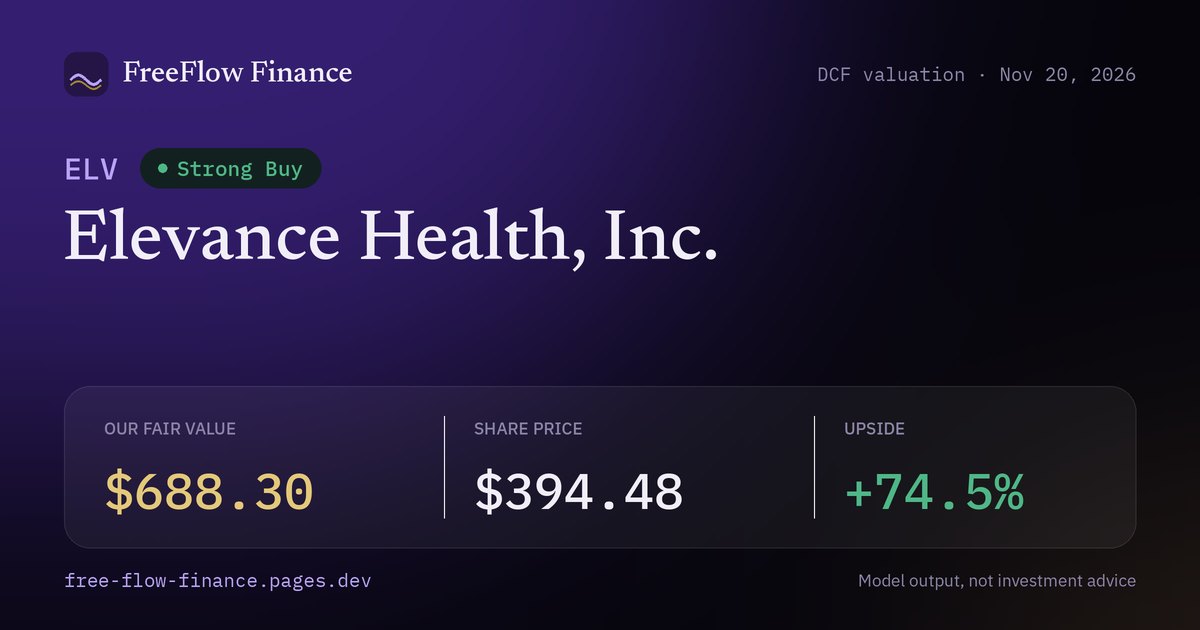 FreeFlow Finance
DCF valuation · Nov 20, 2026
ELV
Strong Buy
Elevance Health, Inc.
OUR FAIR VALUE
$688.30
SHARE PRICE
$394.48
UPSIDE
+74.5%
free-flow-finance.pages.dev
Model output, not investment advice